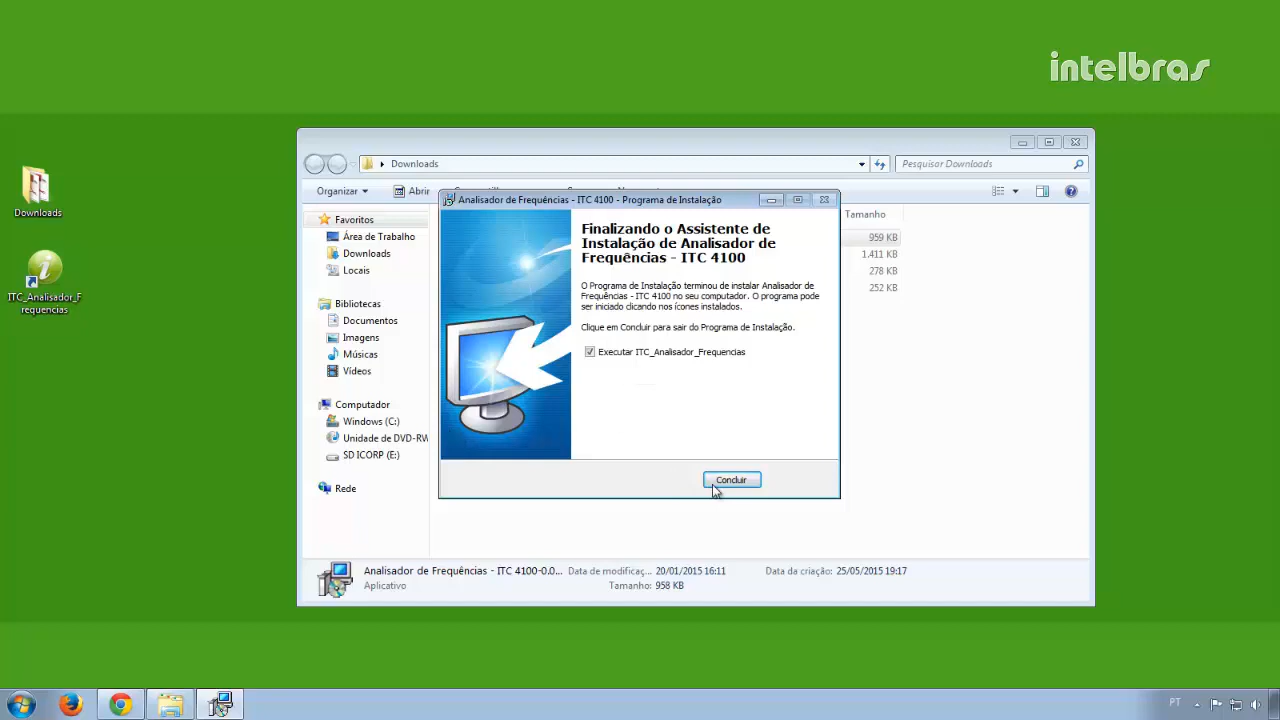 intelbras
Downloads
ITC_Analisador_F
requencias
Downloads
Pesquisar Downloads
Organizar
Abrir
Tamanho
Favoritos
Área de Trabalho
Downloads
Locais
Bibliotecas
Documentos
Imagens
Músicas
Vídeos
Computador
Windows (C:)
Unidade de DVD-RW
SD ICORP (E:)
Rede
959 KB
1.411 KB
278 KB
252 KB
Analisador de Frequências - ITC 4100 - Programa de Instalação
Finalizando o Assistente de
Instalação de Analisador de
Frequências - ITC 4100
O Programa de Instalação terminou de instalar Analisador de
Frequências - ITC 4100 no seu computador. O programa pode
ser iniciado clicando nos ícones instalados.
Clique em Concluir para sair do Programa de Instalação.
Executar ITC_Analisador_Frequencias
Concluir
Analisador de Frequências - ITC 4100-0.0... Data de modificaç... 20/01/2015 16:11 Data da criação: 25/05/2015 19:17
Aplicativo Tamanho: 958 KB
PT